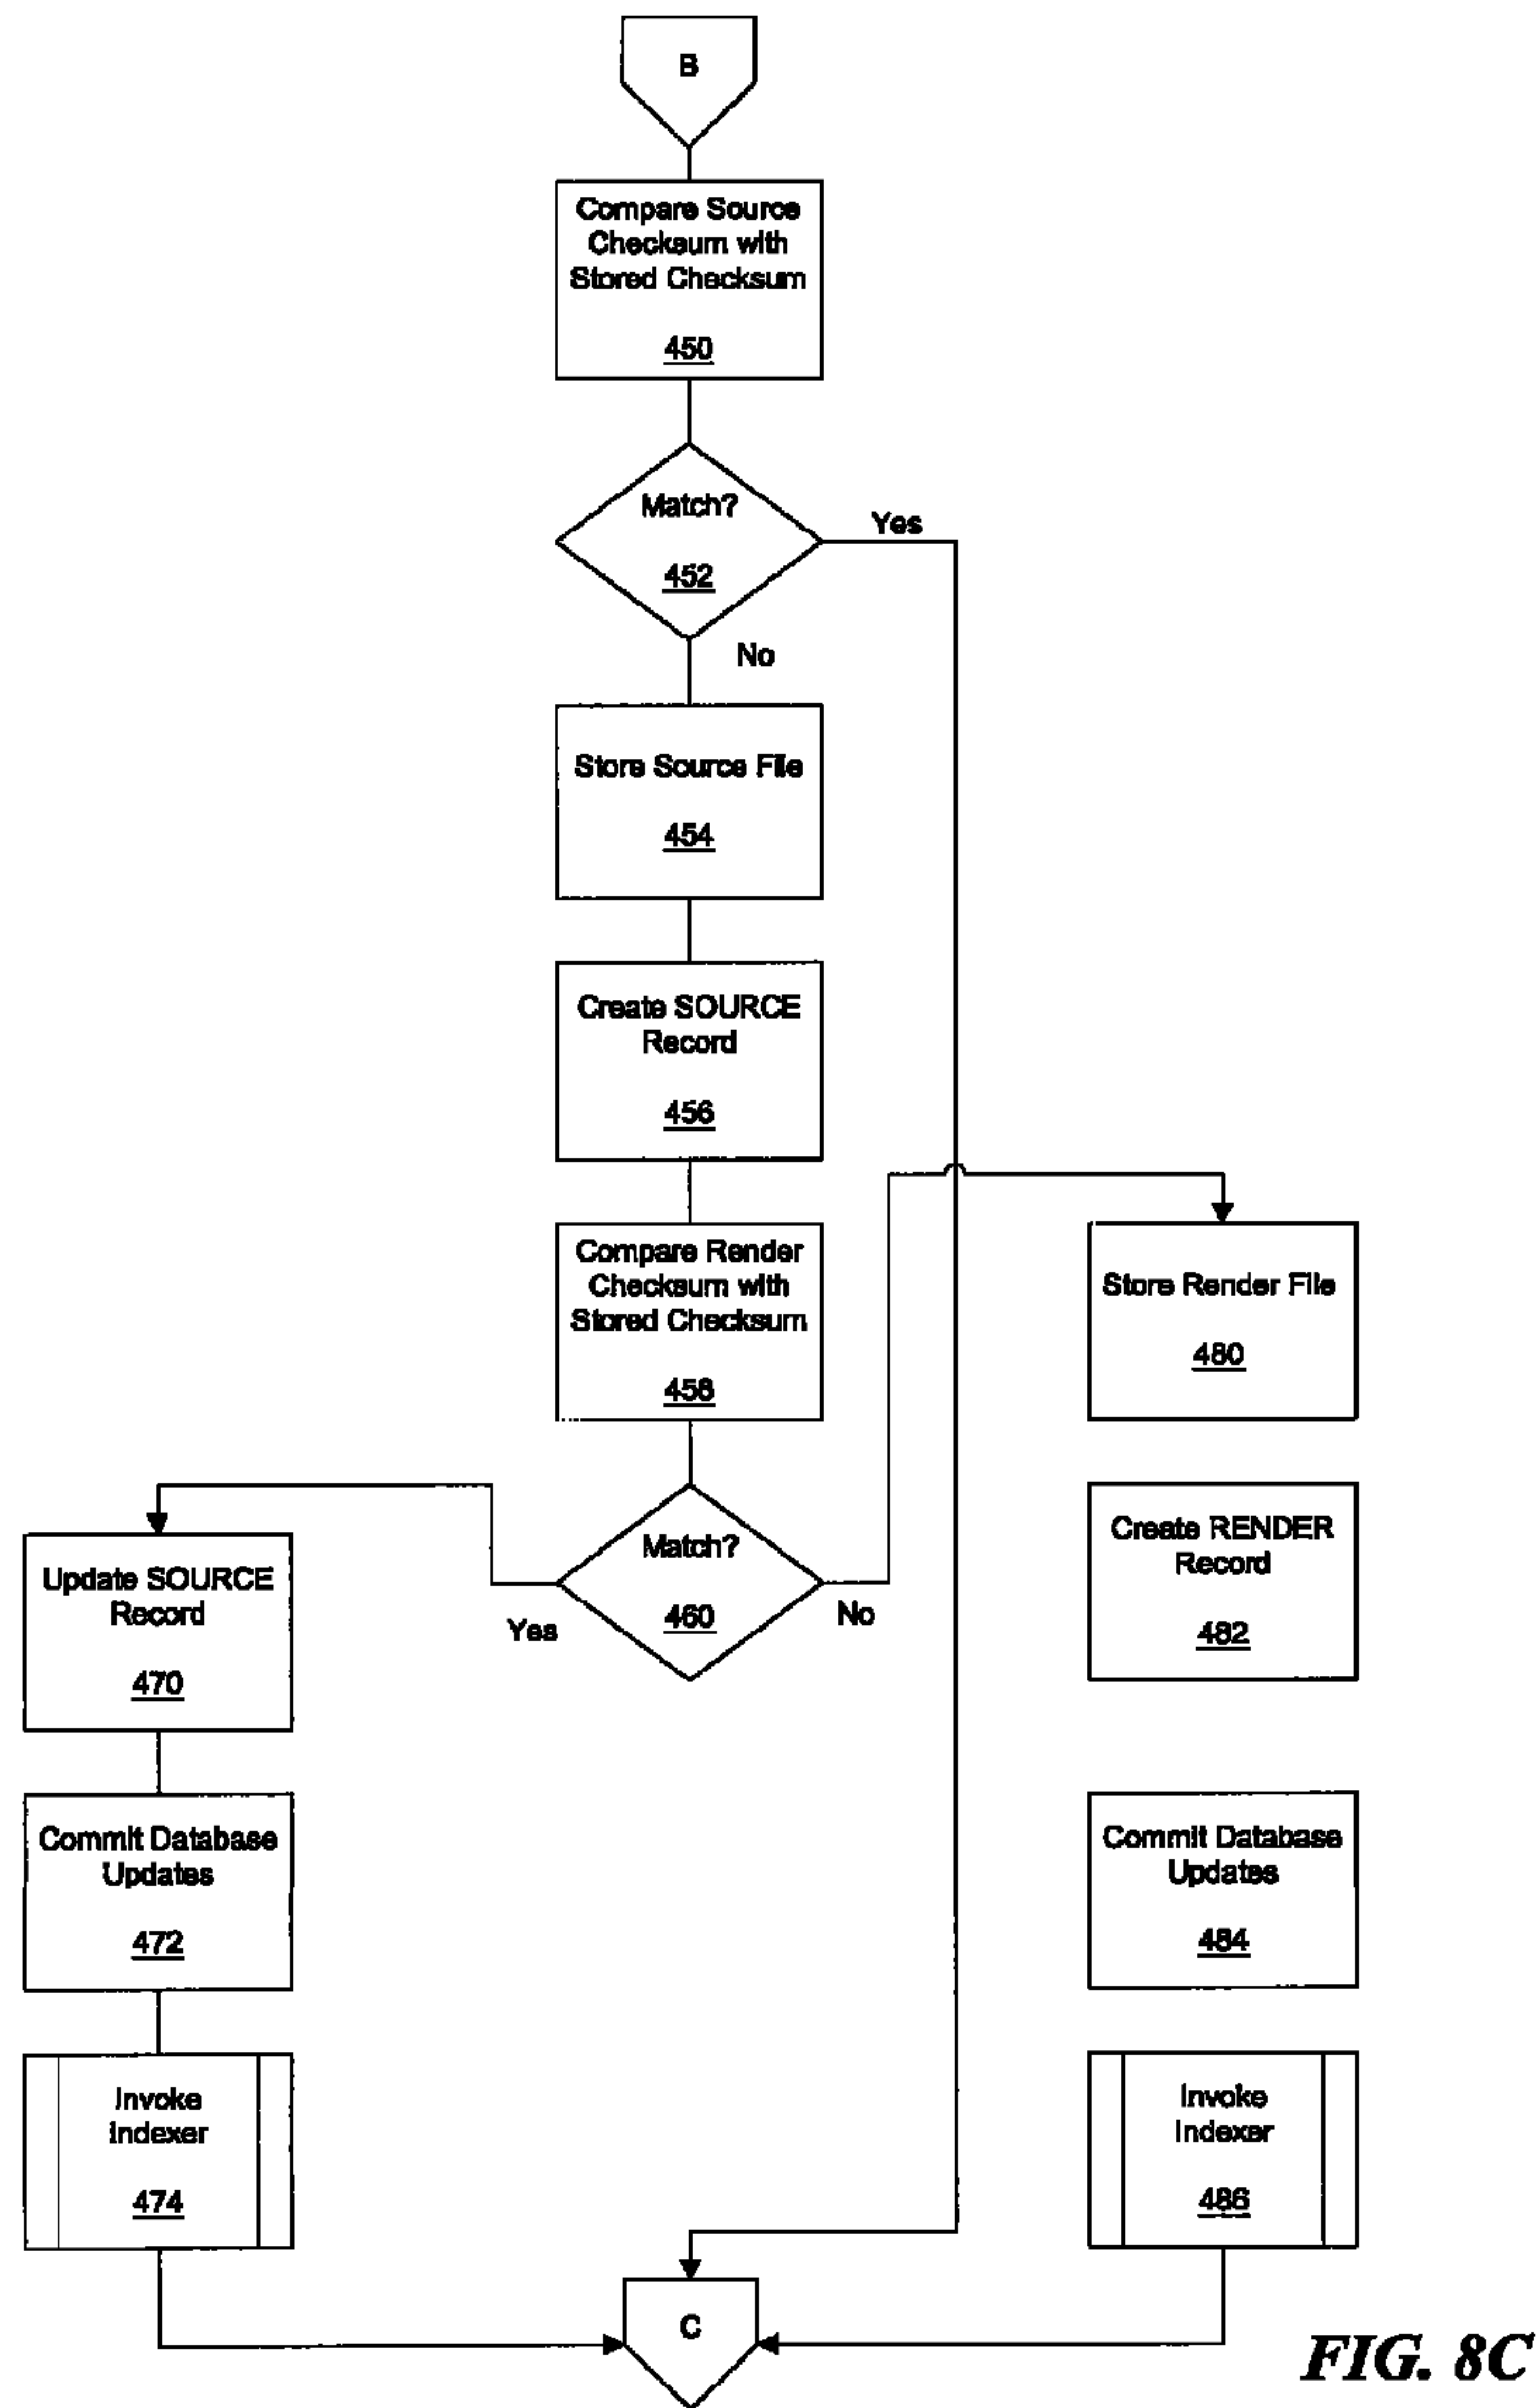 B
Compare Source
Checksum with
Stored Checksum
450
Match?
452
Yes
No
Store Source File
454
Create SOURCE
Record
456
Compare Render
Checksum with
Stored Checksum
458
Match?
460
Yes
No
Store Render File
480
Create RENDER
Record
482
Update SOURCE
Record
470
Commit Database
Updates
472
Commit Database
Updates
484
Invoke
Indexer
474
Invoke
Indexer
486
C
FIG. 8C